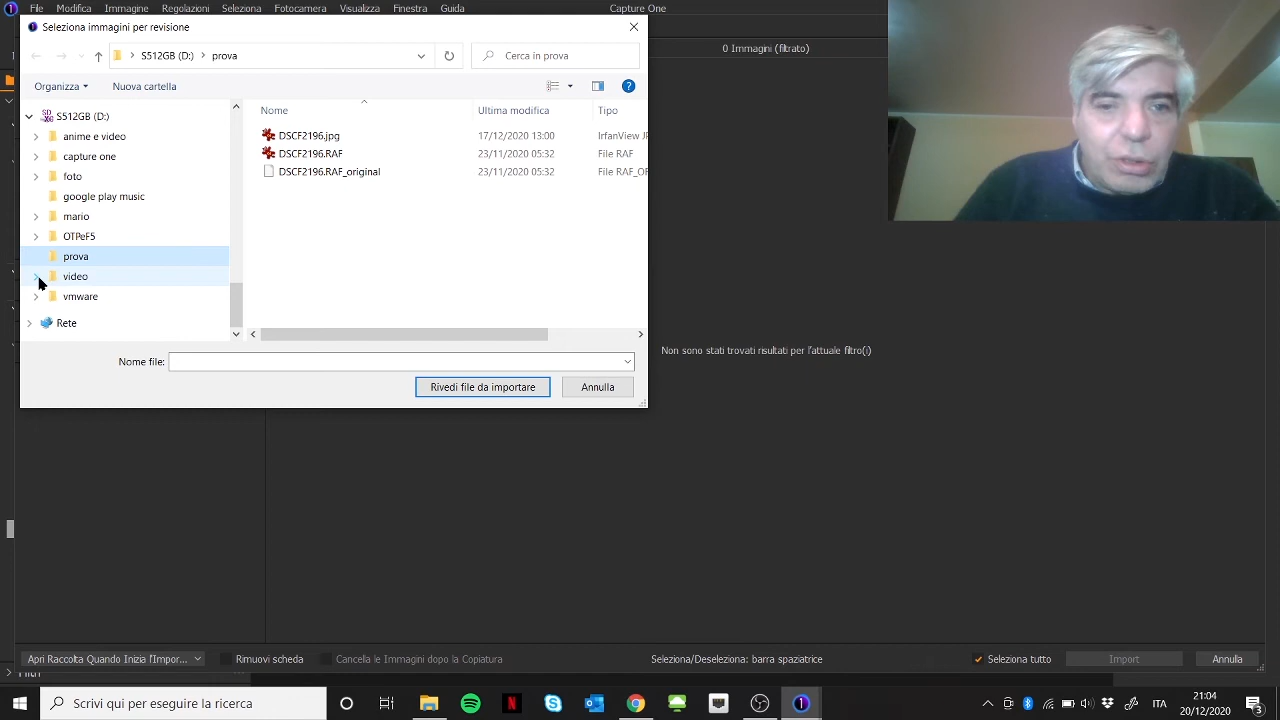 File Modifica Immagine Regolazioni Seleziona Fotocamera Visualizza Finestra Guida Capture One
Seleziona immagini per revisione
S512GB (D:) prova Cerca in prova
0 Immagini (filtrato)
Organizza Nuova cartella
Nome Ultima modifica Tipo
S512GB (D:)
anime e video
capture one
foto
google play music
mario
OTPeF5
prova
video
vmware
Rete
DSCF2196.jpg 17/12/2020 13:00 IrfanView
DSCF2196.RAF 23/11/2020 05:32 File RAF
DSCF2196.RAF_original 23/11/2020 05:32 File
Non sono stati trovati risultati per l'attuale filtro(i)
Nome file:
Rivedi file da importare Annulla
Apri Raccolta Quando Inizia l'Impor... Rimuovi scheda Cancella le Immagini dopo la Copiatura Seleziona/Deseleziona: barra spaziatrice Seleziona tutto Import Annulla
Filtri
Scrivi qui per eseguire la ricerca
ITA
21:04
20/12/2020
3